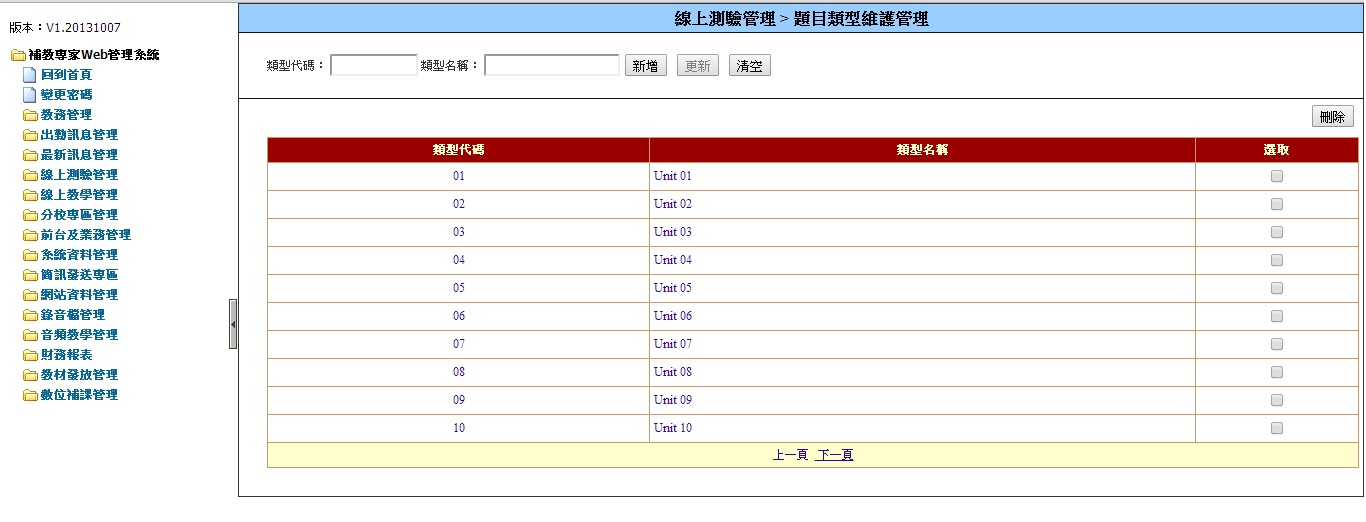 版本：V1.20131007
補教專家Web管理系統
回到首頁
變更密碼
教務管理
出勤訊息管理
最新訊息管理
線上測驗管理
線上教學管理
分校專區管理
前台及業務管理
系統資料管理
簡訊發送專區
網站資料管理
錄音檔管理
音頻教學管理
財務報表
教材發放管理
數位補課管理
線上測驗管理 > 題目類型維護管理
類型代碼： 類型名稱： 新增 更新 清空
刪除
類型代碼 類型名稱 選取
01 Unit 01
02 Unit 02
03 Unit 03
04 Unit 04
05 Unit 05
06 Unit 06
07 Unit 07
08 Unit 08
09 Unit 09
10 Unit 10
上一頁 下一頁